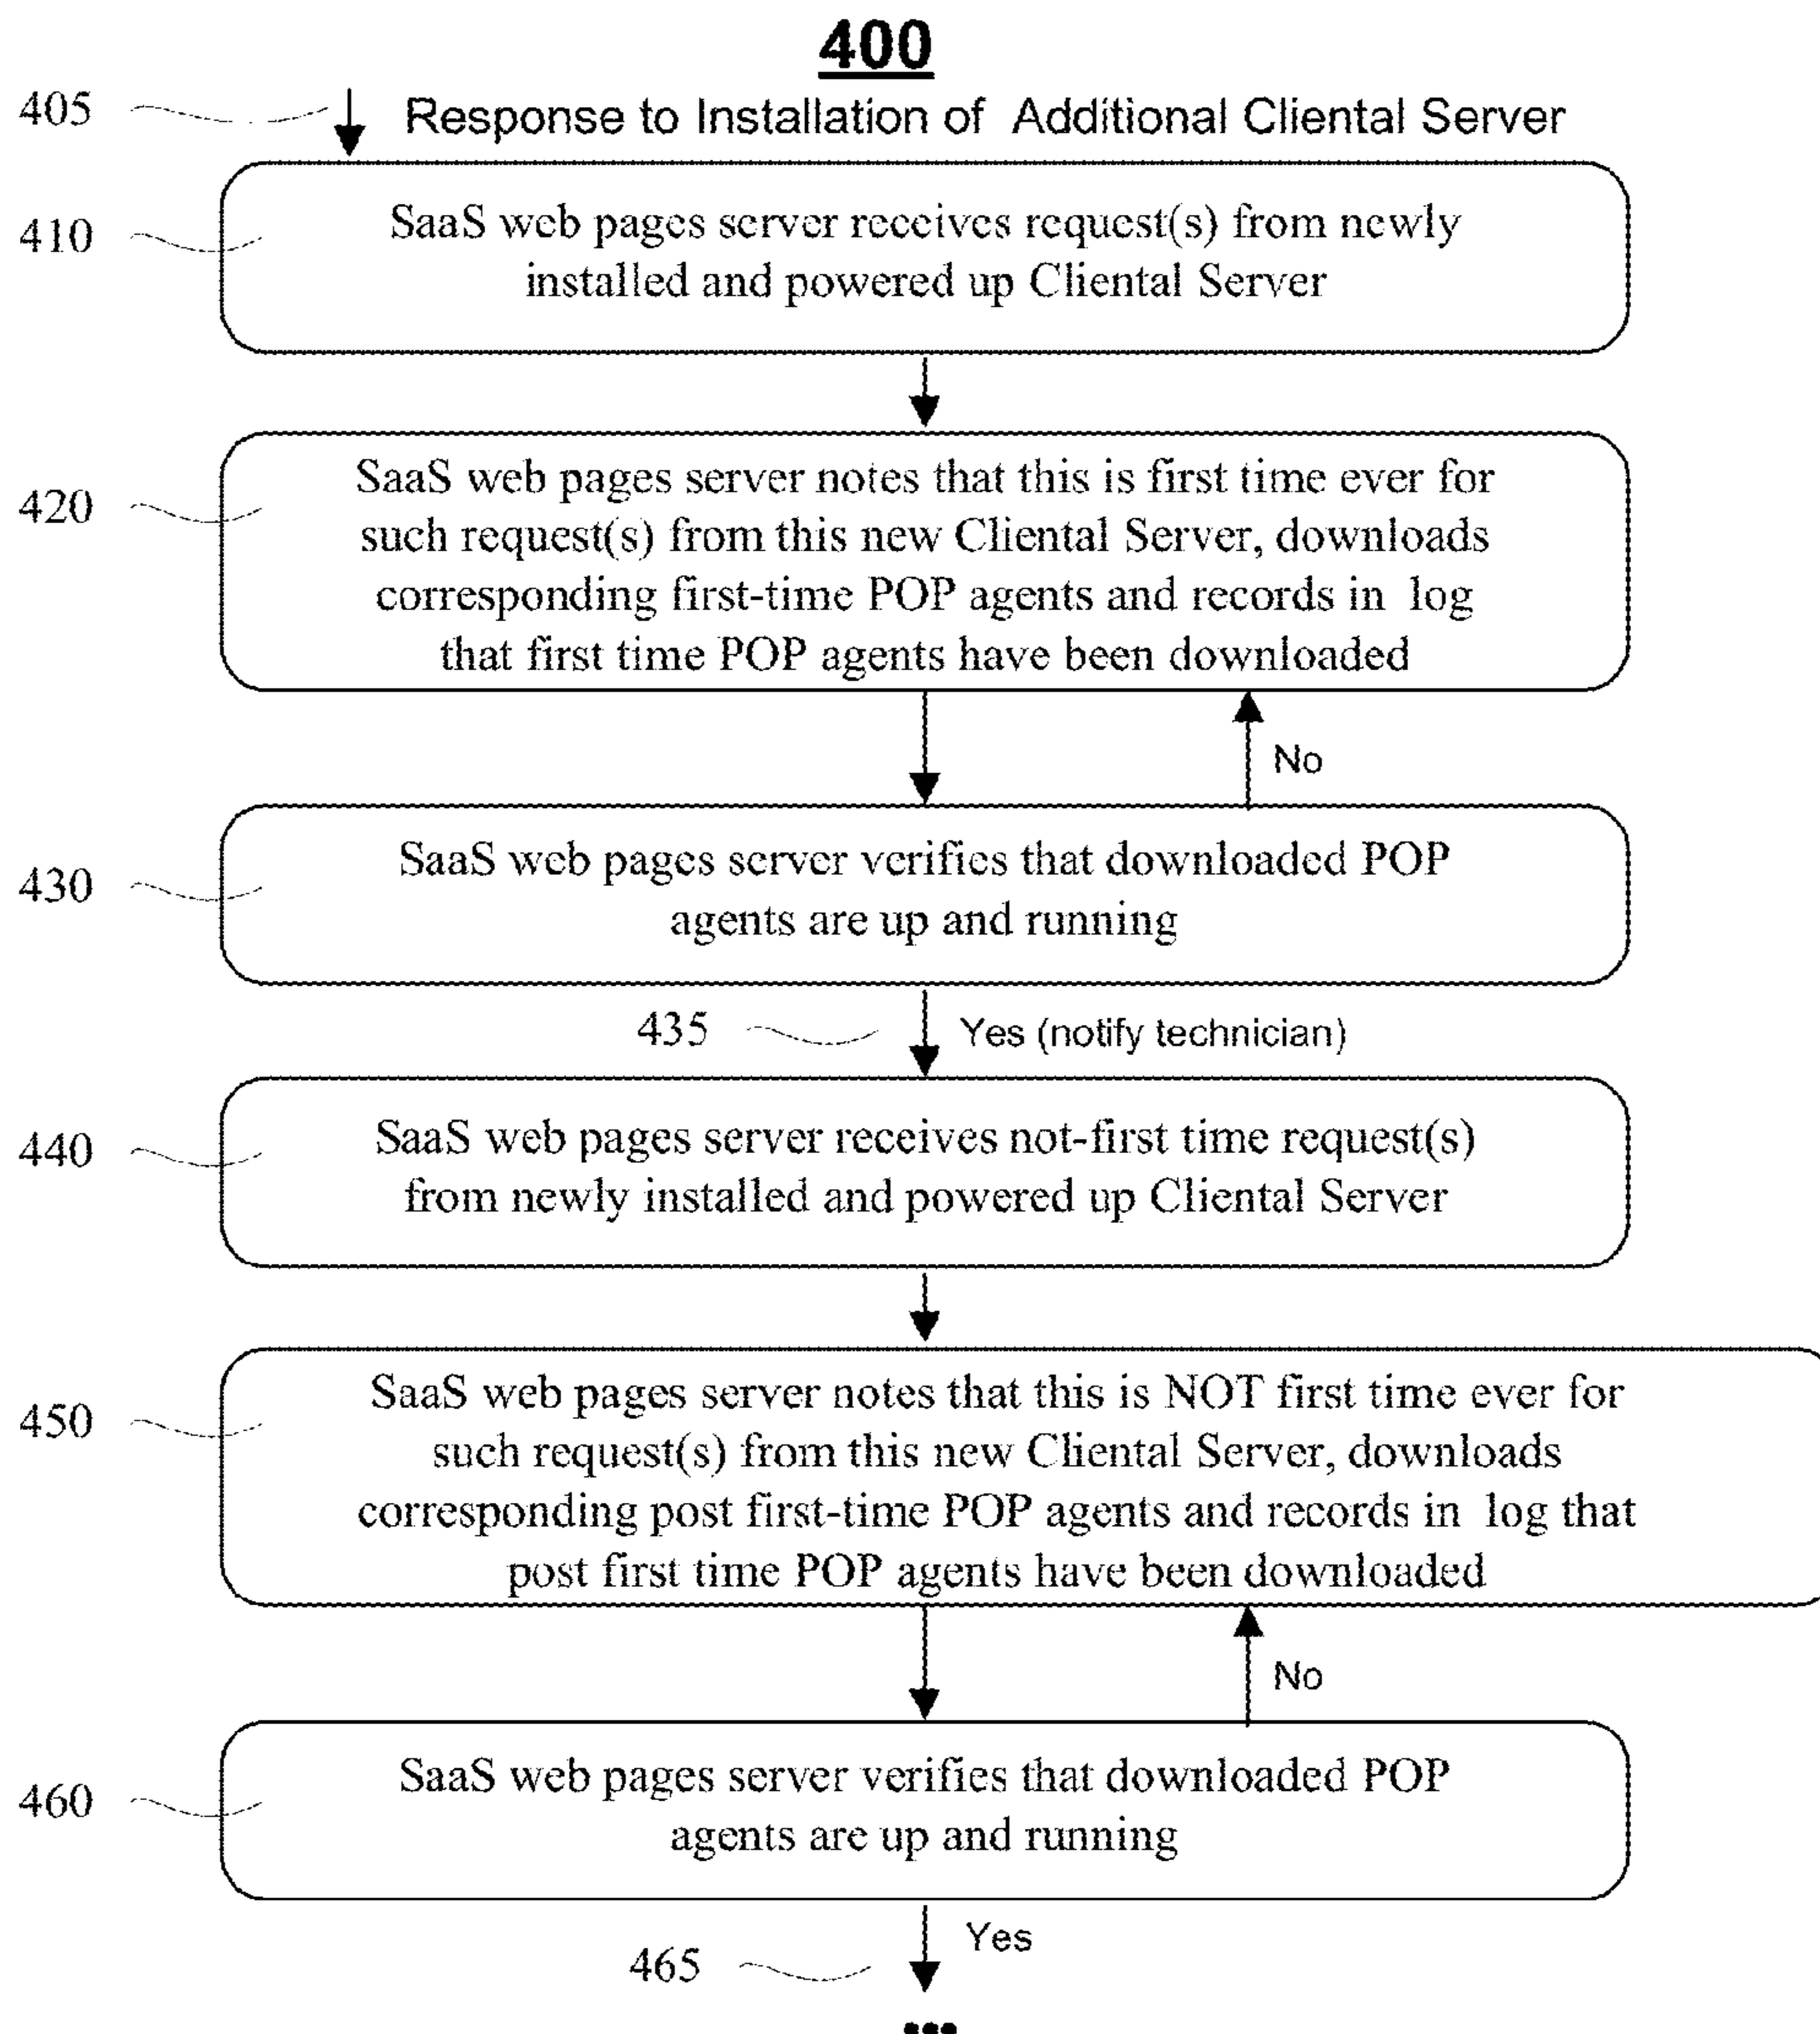 400
405
Response to Installation of Additional Cliental Server
410
SaaS web pages server receives request(s) from newly
installed and powered up Cliental Server
420
SaaS web pages server notes that this is first time ever for
such request(s) from this new Cliental Server, downloads
corresponding first-time POP agents and records in log
that first time POP agents have been downloaded
No
430
SaaS web pages server verifies that downloaded POP
agents are up and running
435
Yes (notify technician)
440
SaaS web pages server receives not-first time request(s)
from newly installed and powered up Cliental Server
450
SaaS web pages server notes that this is NOT first time ever for
such request(s) from this new Cliental Server, downloads
corresponding post first-time POP agents and records in log that
post first time POP agents have been downloaded
No
460
SaaS web pages server verifies that downloaded POP
agents are up and running
465
Yes
...